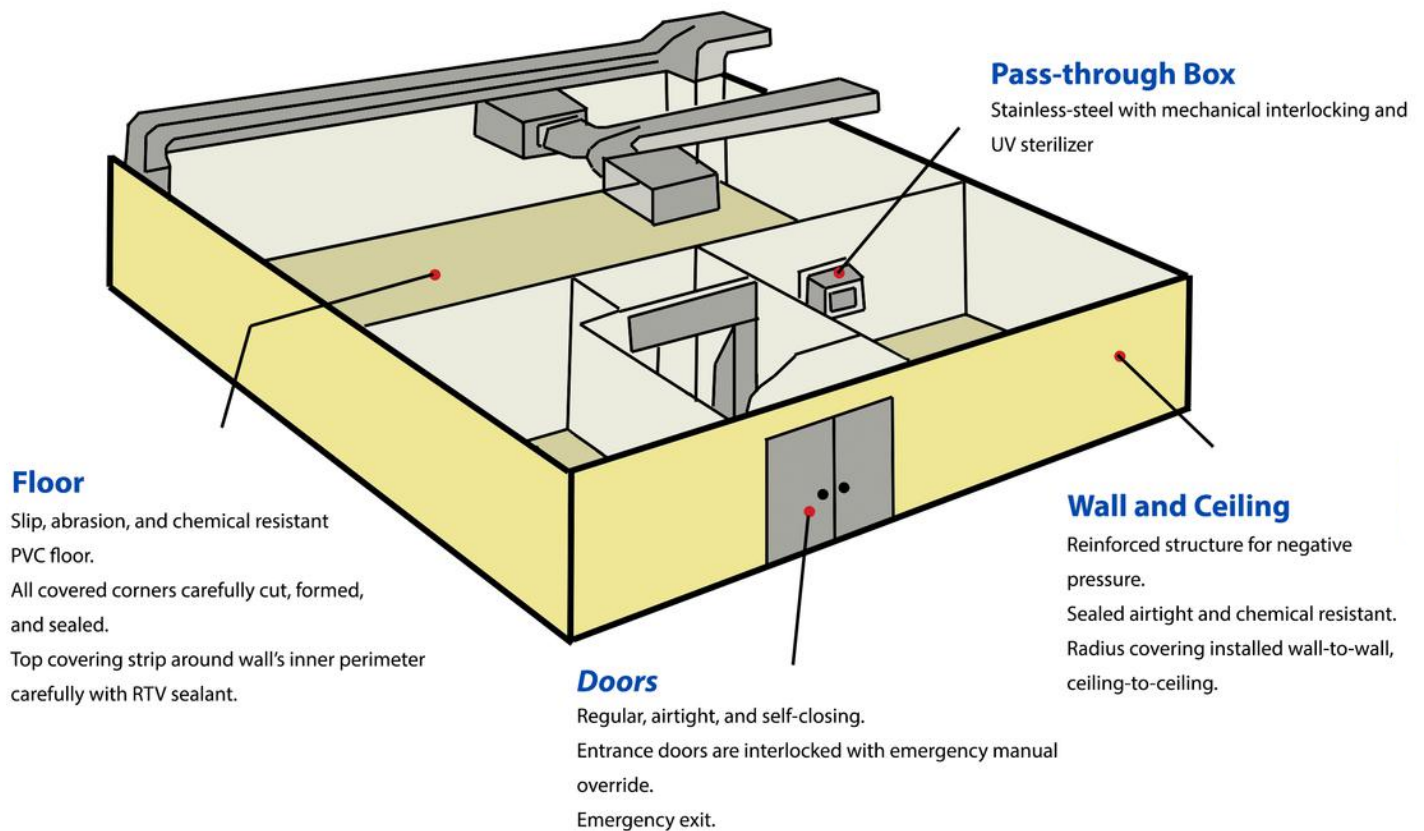 Pass-through Box
Stainless-steel with mechanical interlocking and
UV sterilizer
Floor
Slip, abrasion, and chemical resistant
PVC floor.
All covered corners carefully cut, formed,
and sealed.
Top covering strip around wall's inner perimeter
carefully with RTV sealant.
Doors
Regular, airtight, and self-closing.
Entrance doors are interlocked with emergency manual
override.
Emergency exit.
Wall and Ceiling
Reinforced structure for negative
pressure.
Sealed airtight and chemical resistant.
Radius covering installed wall-to-wall,
ceiling-to-ceiling.